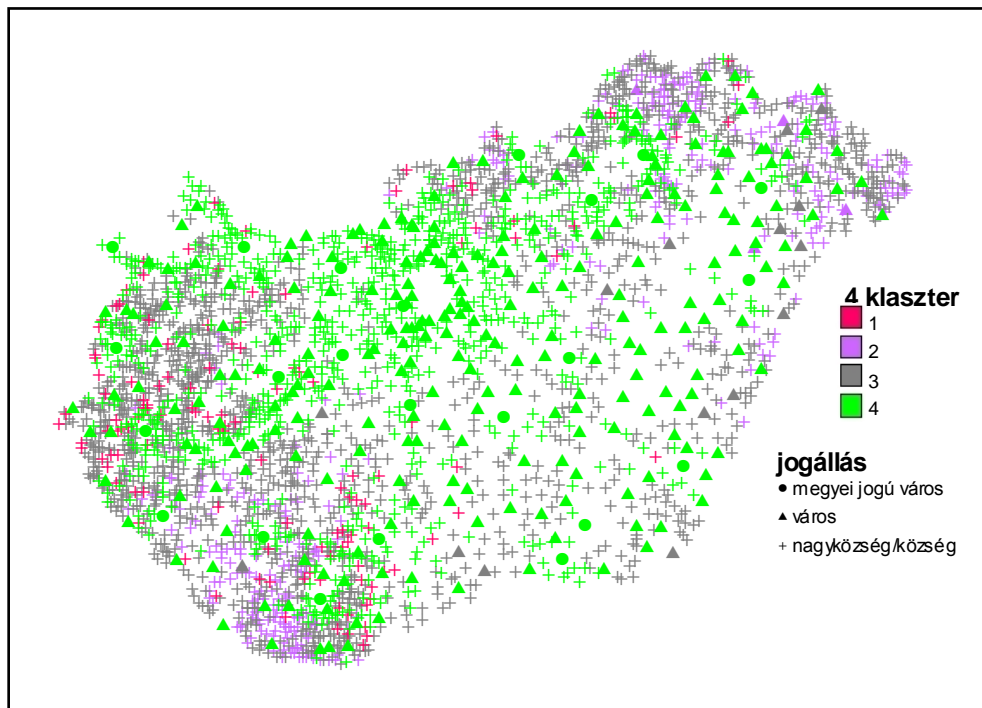 4 klaszter
1
2
3
4
jogállás
megyei jogú város
város
nagyközség/község